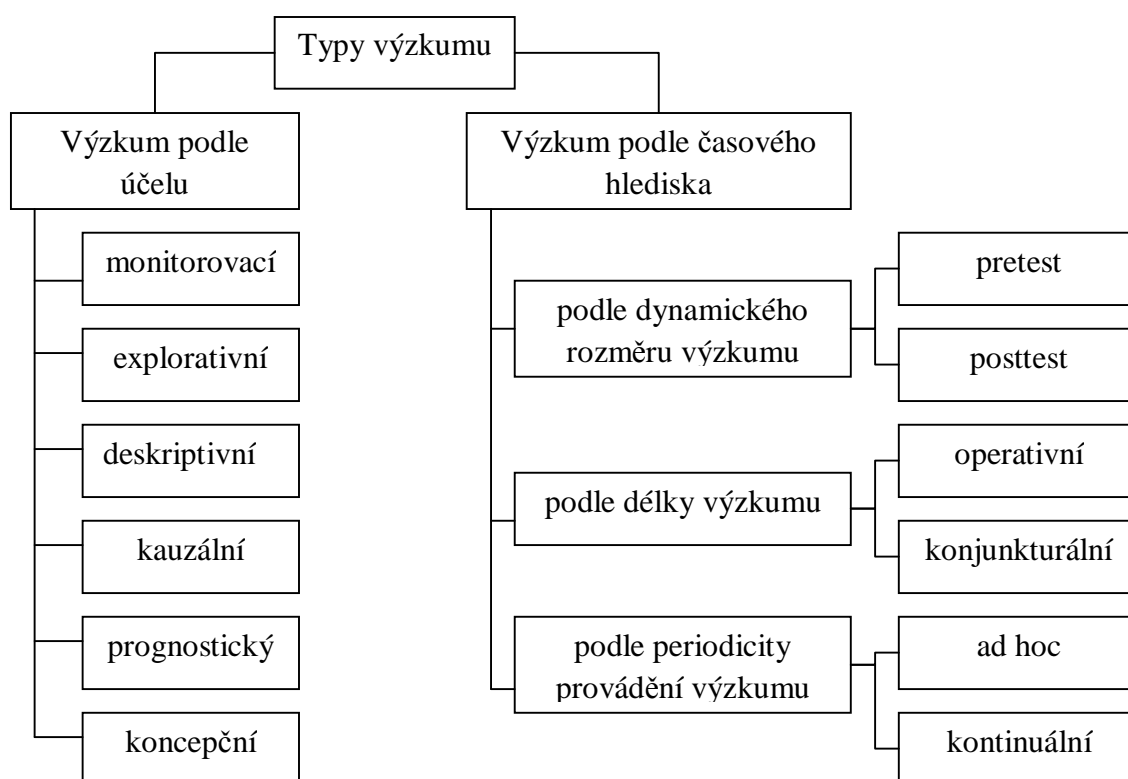 Typy výzkumu
Výzkum podle
účelu
monitorovací
explorativní
deskriptivní
kauzální
prognostický
koncepční
Výzkum podle časového
hlediska
podle dynamického
rozměru výzkumu
pretest
posttest
podle délky výzkumu
operativní
konjunkturální
podle periodicity
provádění výzkumu
ad hoc
kontinuální